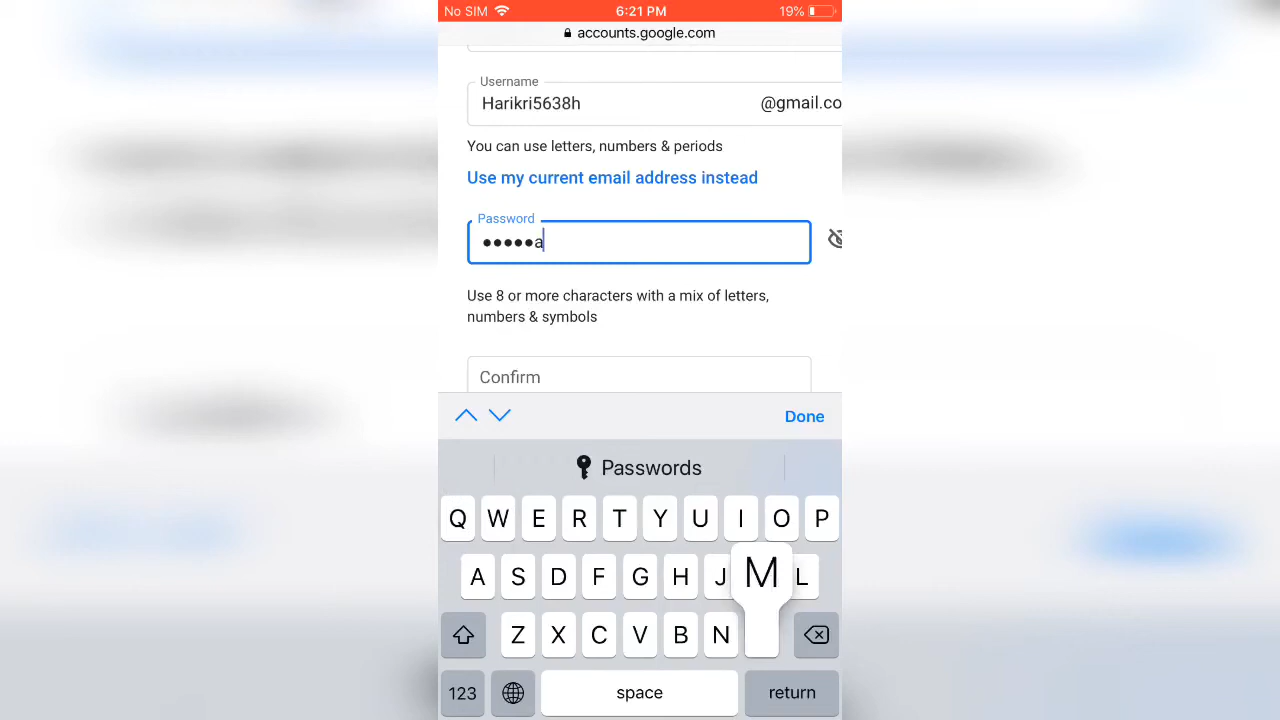 No SIM 6:21 PM 19%
accounts.google.com
Username
Harikri5638h @gmail.co
You can use letters, numbers & periods
Use my current email address instead
Password
•••••a
Use 8 or more characters with a mix of letters,
numbers & symbols
Confirm
Done
Passwords
Q W E R T Y U I O P
A S D F G H J M L
Z X C V B N
123 space return